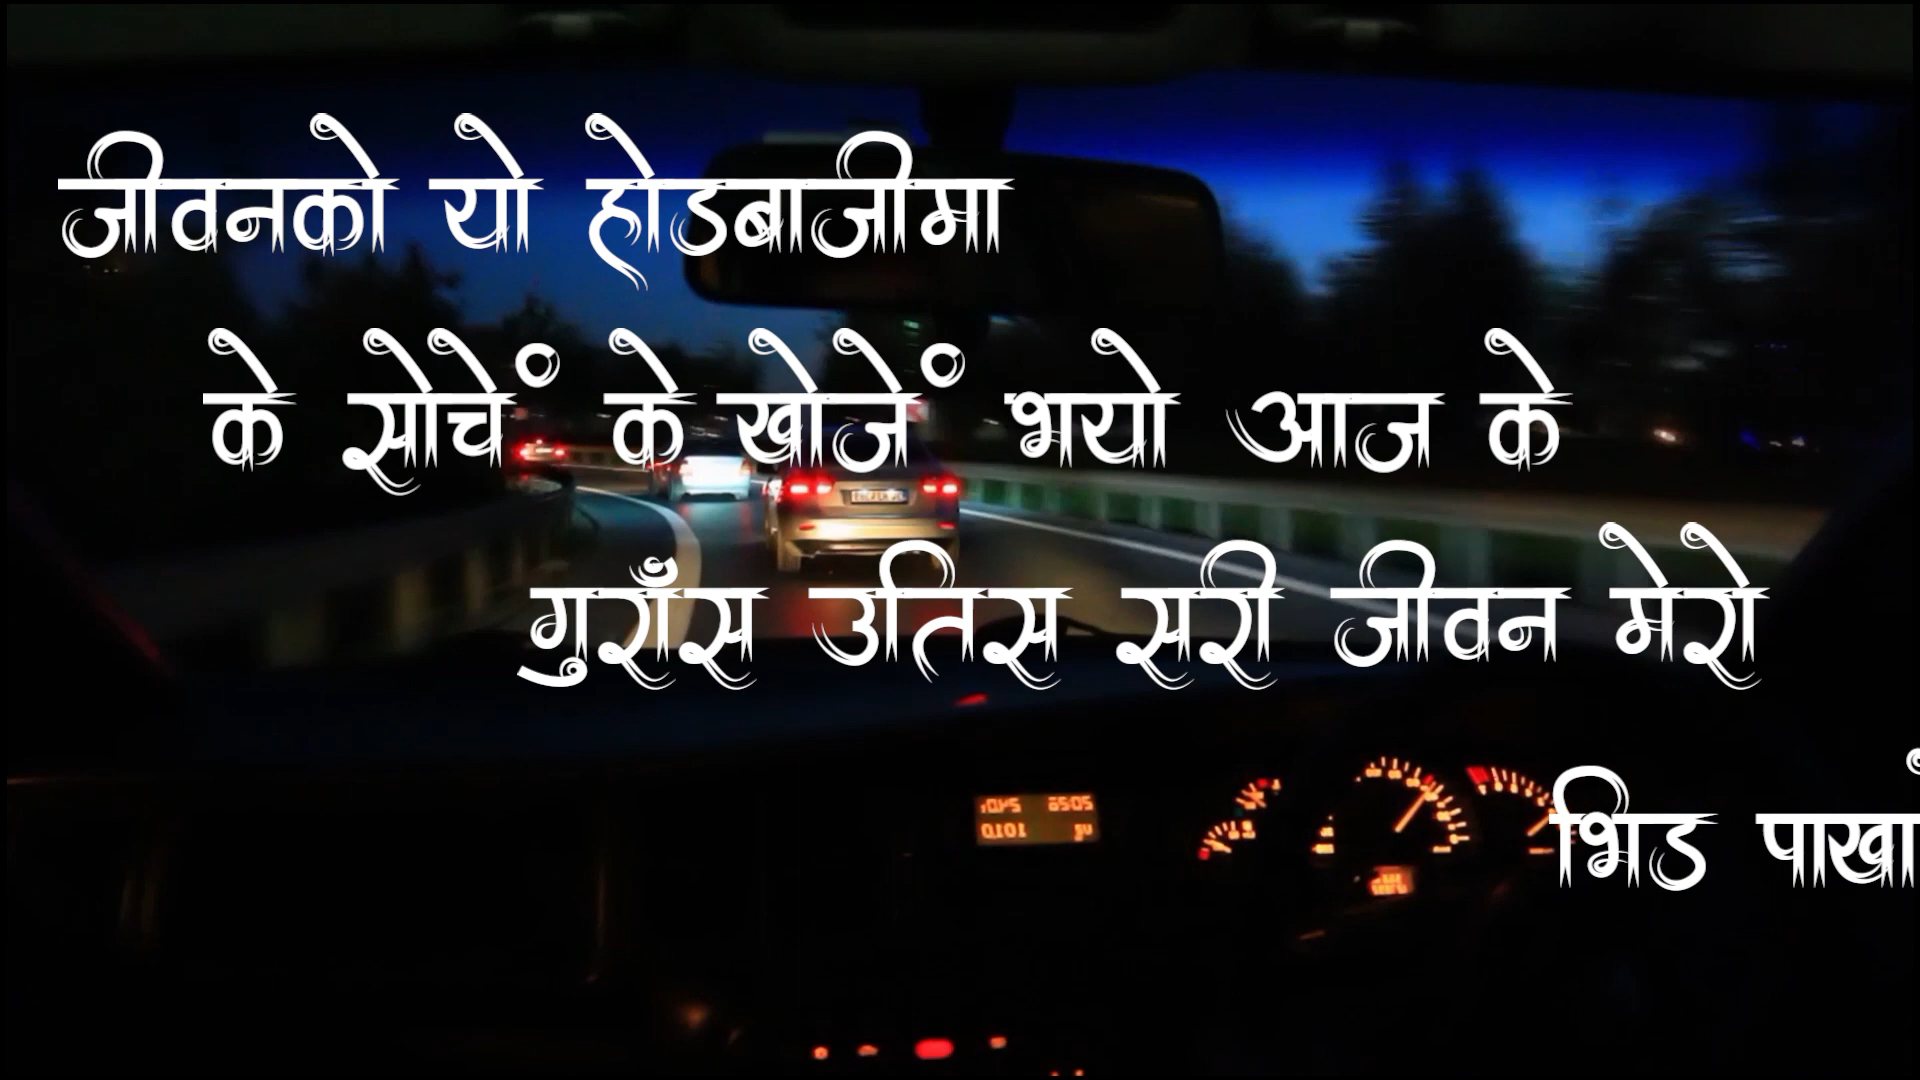 जीवनको यो होडबाजीमा
के सोचेँ के खोजेँ भयो आज के
गुराँस उतिस सरी जीवन मेरो
भिड पाखा